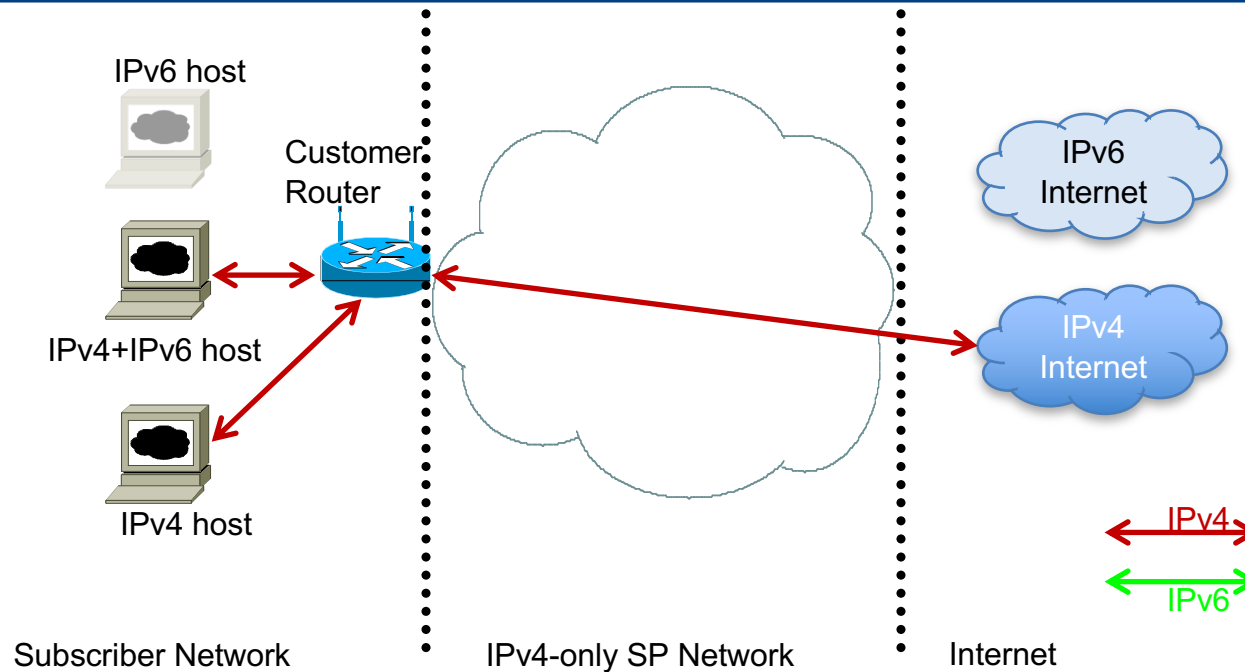 IPv6 host
Customer
Router
IPv4+IPv6 host
IPv4 host
IPv6
Internet
IPv4
Internet
IPv4
IPv6
Subscriber Network
IPv4-only SP Network
Internet